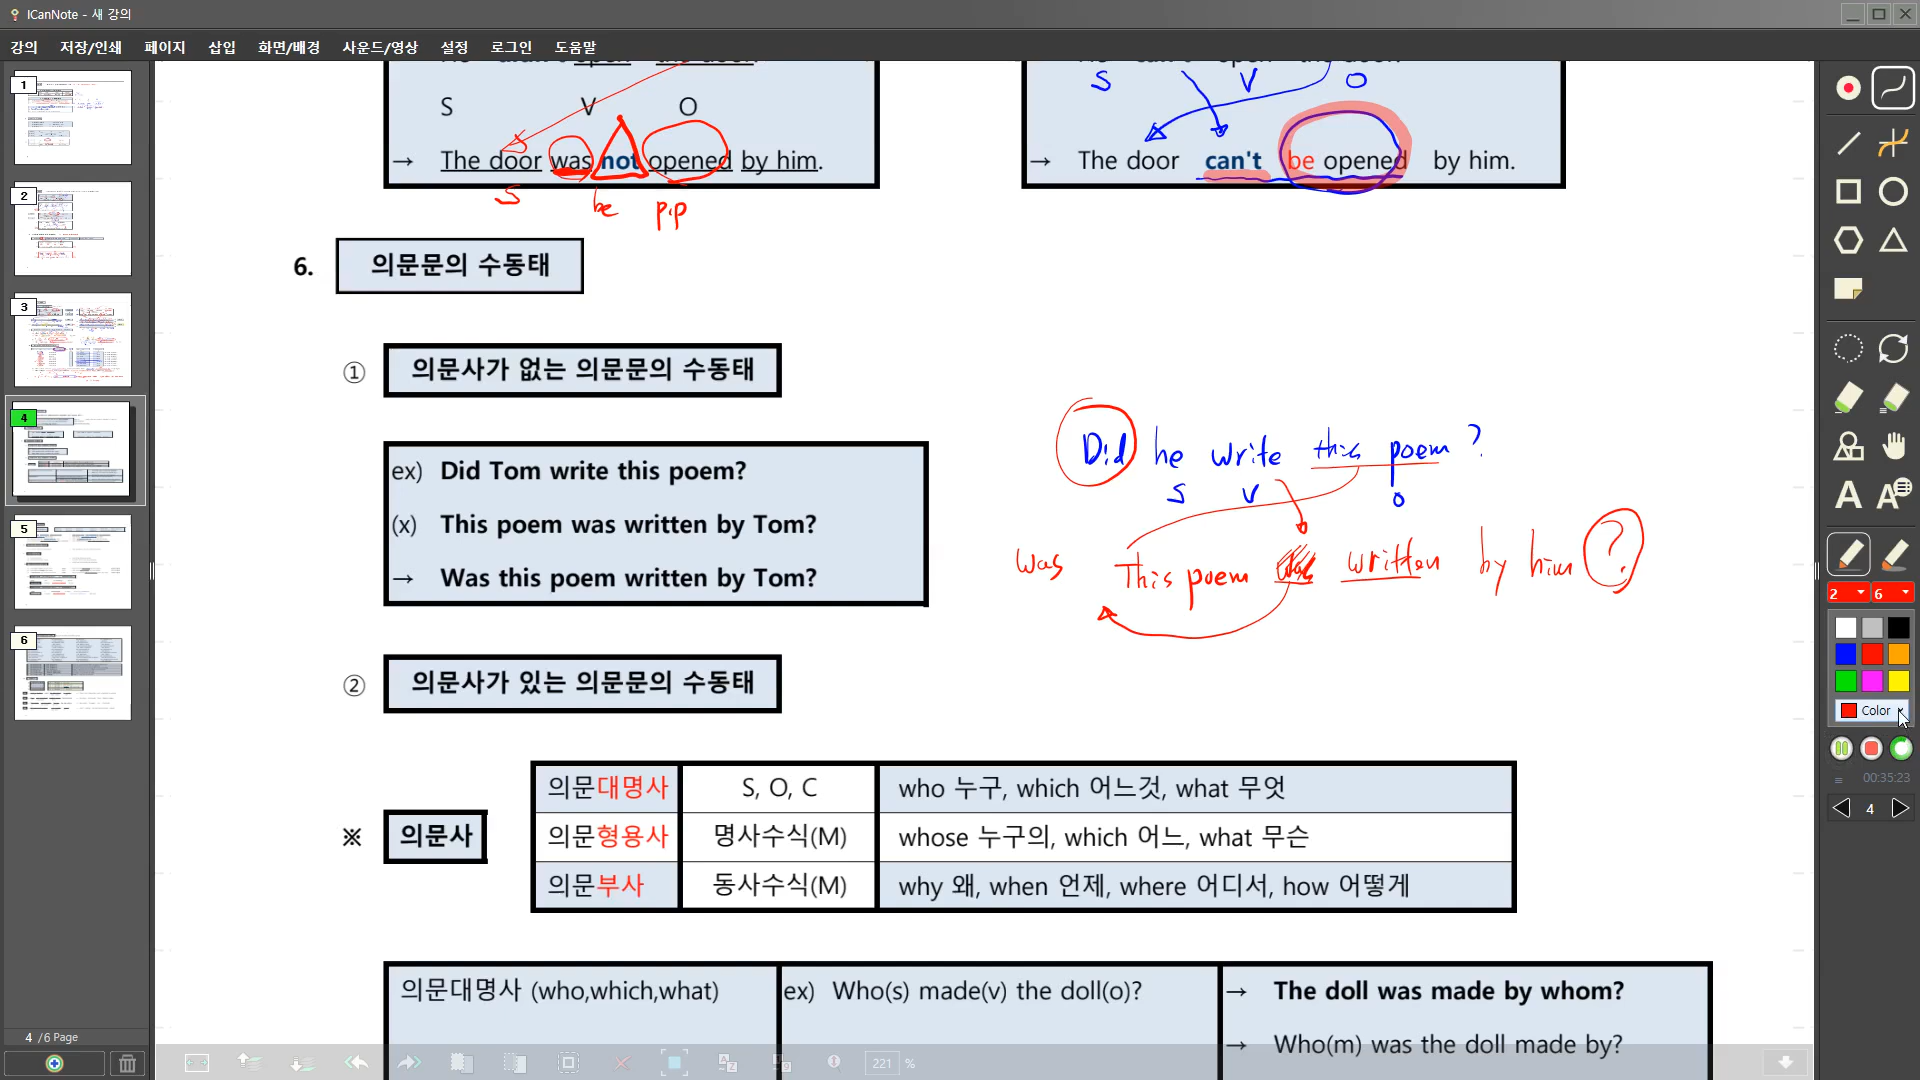 ICanNote - 새 강의
강의 저장/인쇄 페이지 삽입 화면/배경 사운드/영상 설정 로그인 도움말
S V O
→ The door was not opened by him.
S be p.p
S V O
→ The door can't be opened by him.
6. 의문문의 수동태
① 의문사가 없는 의문문의 수동태
ex) Did Tom write this poem?
(x) This poem was written by Tom?
→ Was this poem written by Tom?
Did he write this poem ?
S V O
was This poem was written by him ?
② 의문사가 있는 의문문의 수동태
※ 의문사
의문대명사 S, O, C who 누구, which 어느것, what 무엇
의문형용사 명사수식(M) whose 누구의, which 어느, what 무슨
의문부사 동사수식(M) why 왜, when 언제, where 어디서, how 어떻게
의문대명사 (who,which,what) ex) Who(s) made(v) the doll(o)? → The doll was made by whom?
→ Who(m) was the doll made by?
1
2
3
4
5
6
4 /6 Page
221 %
A A
2 6
Color
00:35:23
4